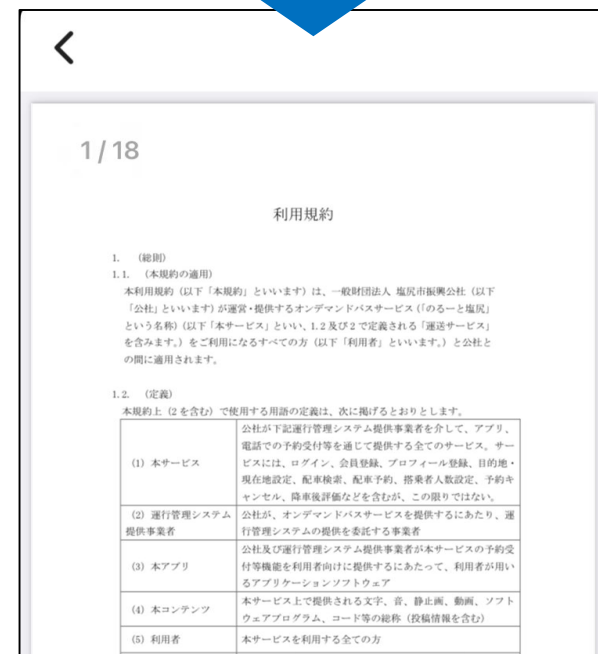 1 / 18
利用規約
1. （総則）
1.1. （本規約の適用）
本利用規約（以下「本規約」といいます）は、一般財団法人 塩尻市振興公社（以下
「公社」といいます）が運営・提供するオンデマンドバスサービス（「のるーと塩尻」
という名称）（以下「本サービス」といい、1.2 及び 2 で定義される「運送サービス」
を含みます。）をご利用になるすべての方（以下「利用者」といいます。）と公社と
の間に適用されます。
1.2. （定義）
本規約上（2 を含む）で使用する用語の定義は、次に掲げるとおりとします。
(1) 本サービス
公社が下記運行管理システム提供事業者を介して、アプリ、
電話での予約受付等を通じて提供する全てのサービス。サー
ビスには、ログイン、会員登録、プロフィール登録、目的地・
現在地設定、配車検索、配車予約、搭乗者人数設定、予約キ
ャンセル、降車後評価などを含むが、この限りではない。
(2) 運行管理システム
提供事業者
公社が、オンデマンドバスサービスを提供するにあたり、運
行管理システムの提供を委託する事業者
(3) 本アプリ
公社及び運行管理システム提供事業者が本サービスの予約受
付等機能を利用者向けに提供するにあたって、利用者が用い
るアプリケーションソフトウェア
(4) 本コンテンツ
本サービス上で提供される文字、音、静止画、動画、ソフト
ウェアプログラム、コード等の総称（投稿情報を含む）
(5) 利用者
本サービスを利用する全ての方